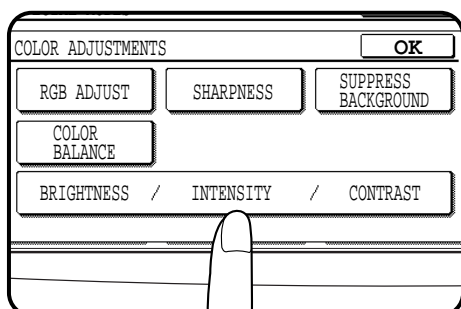 COLOR ADJUSTMENTS OK
RGB ADJUST SHARPNESS SUPPRESS
BACKGROUND
COLOR
BALANCE
BRIGHTNESS / INTENSITY / CONTRAST